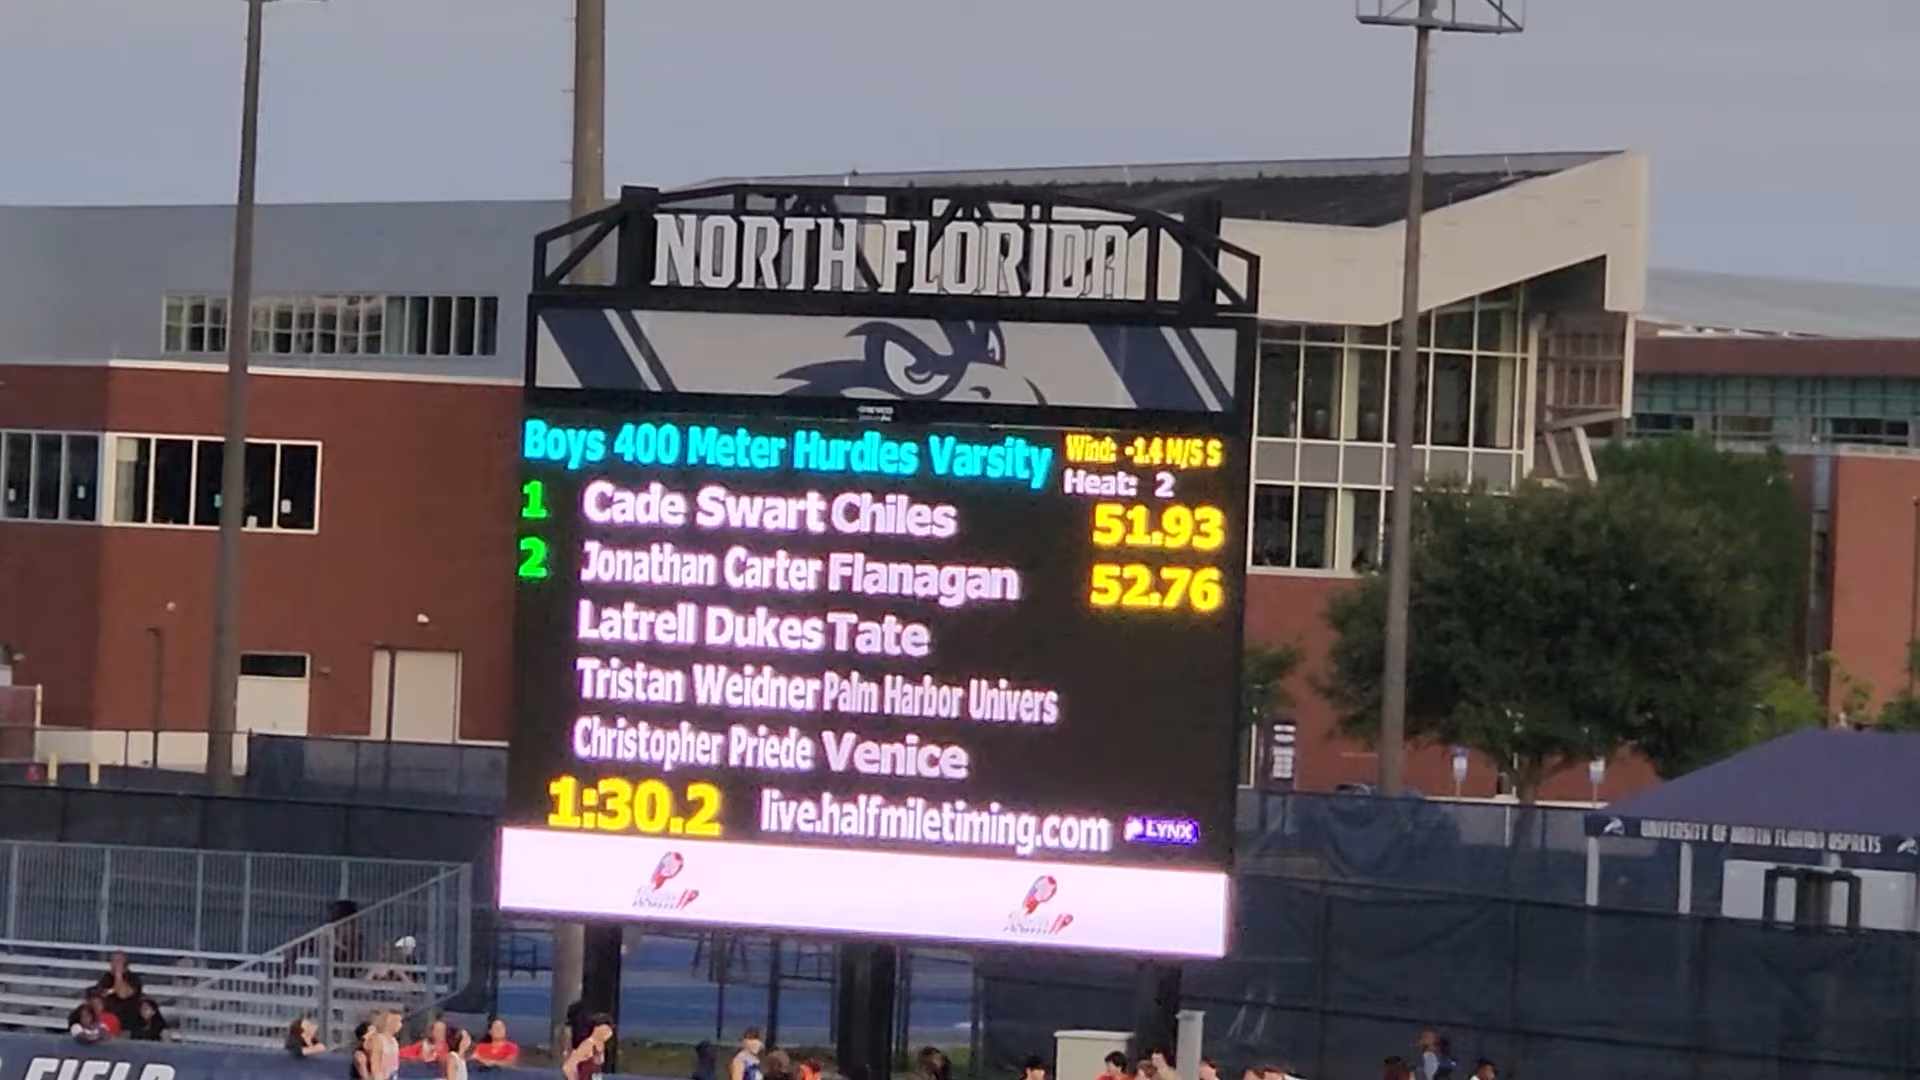 NORTH FLORIDA
Boys 400 Meter Hurdles Varsity Wind: -1.4 M/S S
Heat: 2
1 Cade Swart Chiles 51.93
2 Jonathan Carter Flanagan 52.76
Latrell Dukes Tate
Tristan Weidner Palm Harbor Univers
Christopher Priede Venice
1:30.2 live.halfmiletiming.com LYNX
UNIVERSITY OF NORTH FLORIDA OSPREYS
FIELD